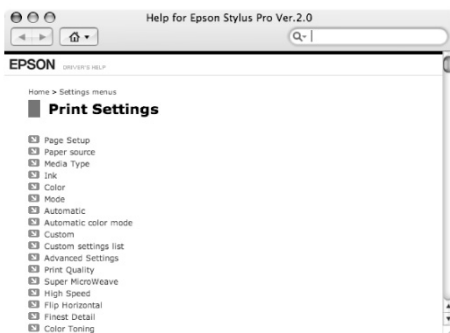 Help for Epson Stylus Pro Ver.2.0
EPSON DRIVER'S HELP
Home > Settings menus
Print Settings
Page Setup
Paper source
Media Type
Ink
Color
Mode
Automatic
Automatic color mode
Custom
Custom settings list
Advanced Settings
Print Quality
Super MicroWeave
High Speed
Flip Horizontal
Finest Detail
Color Toning